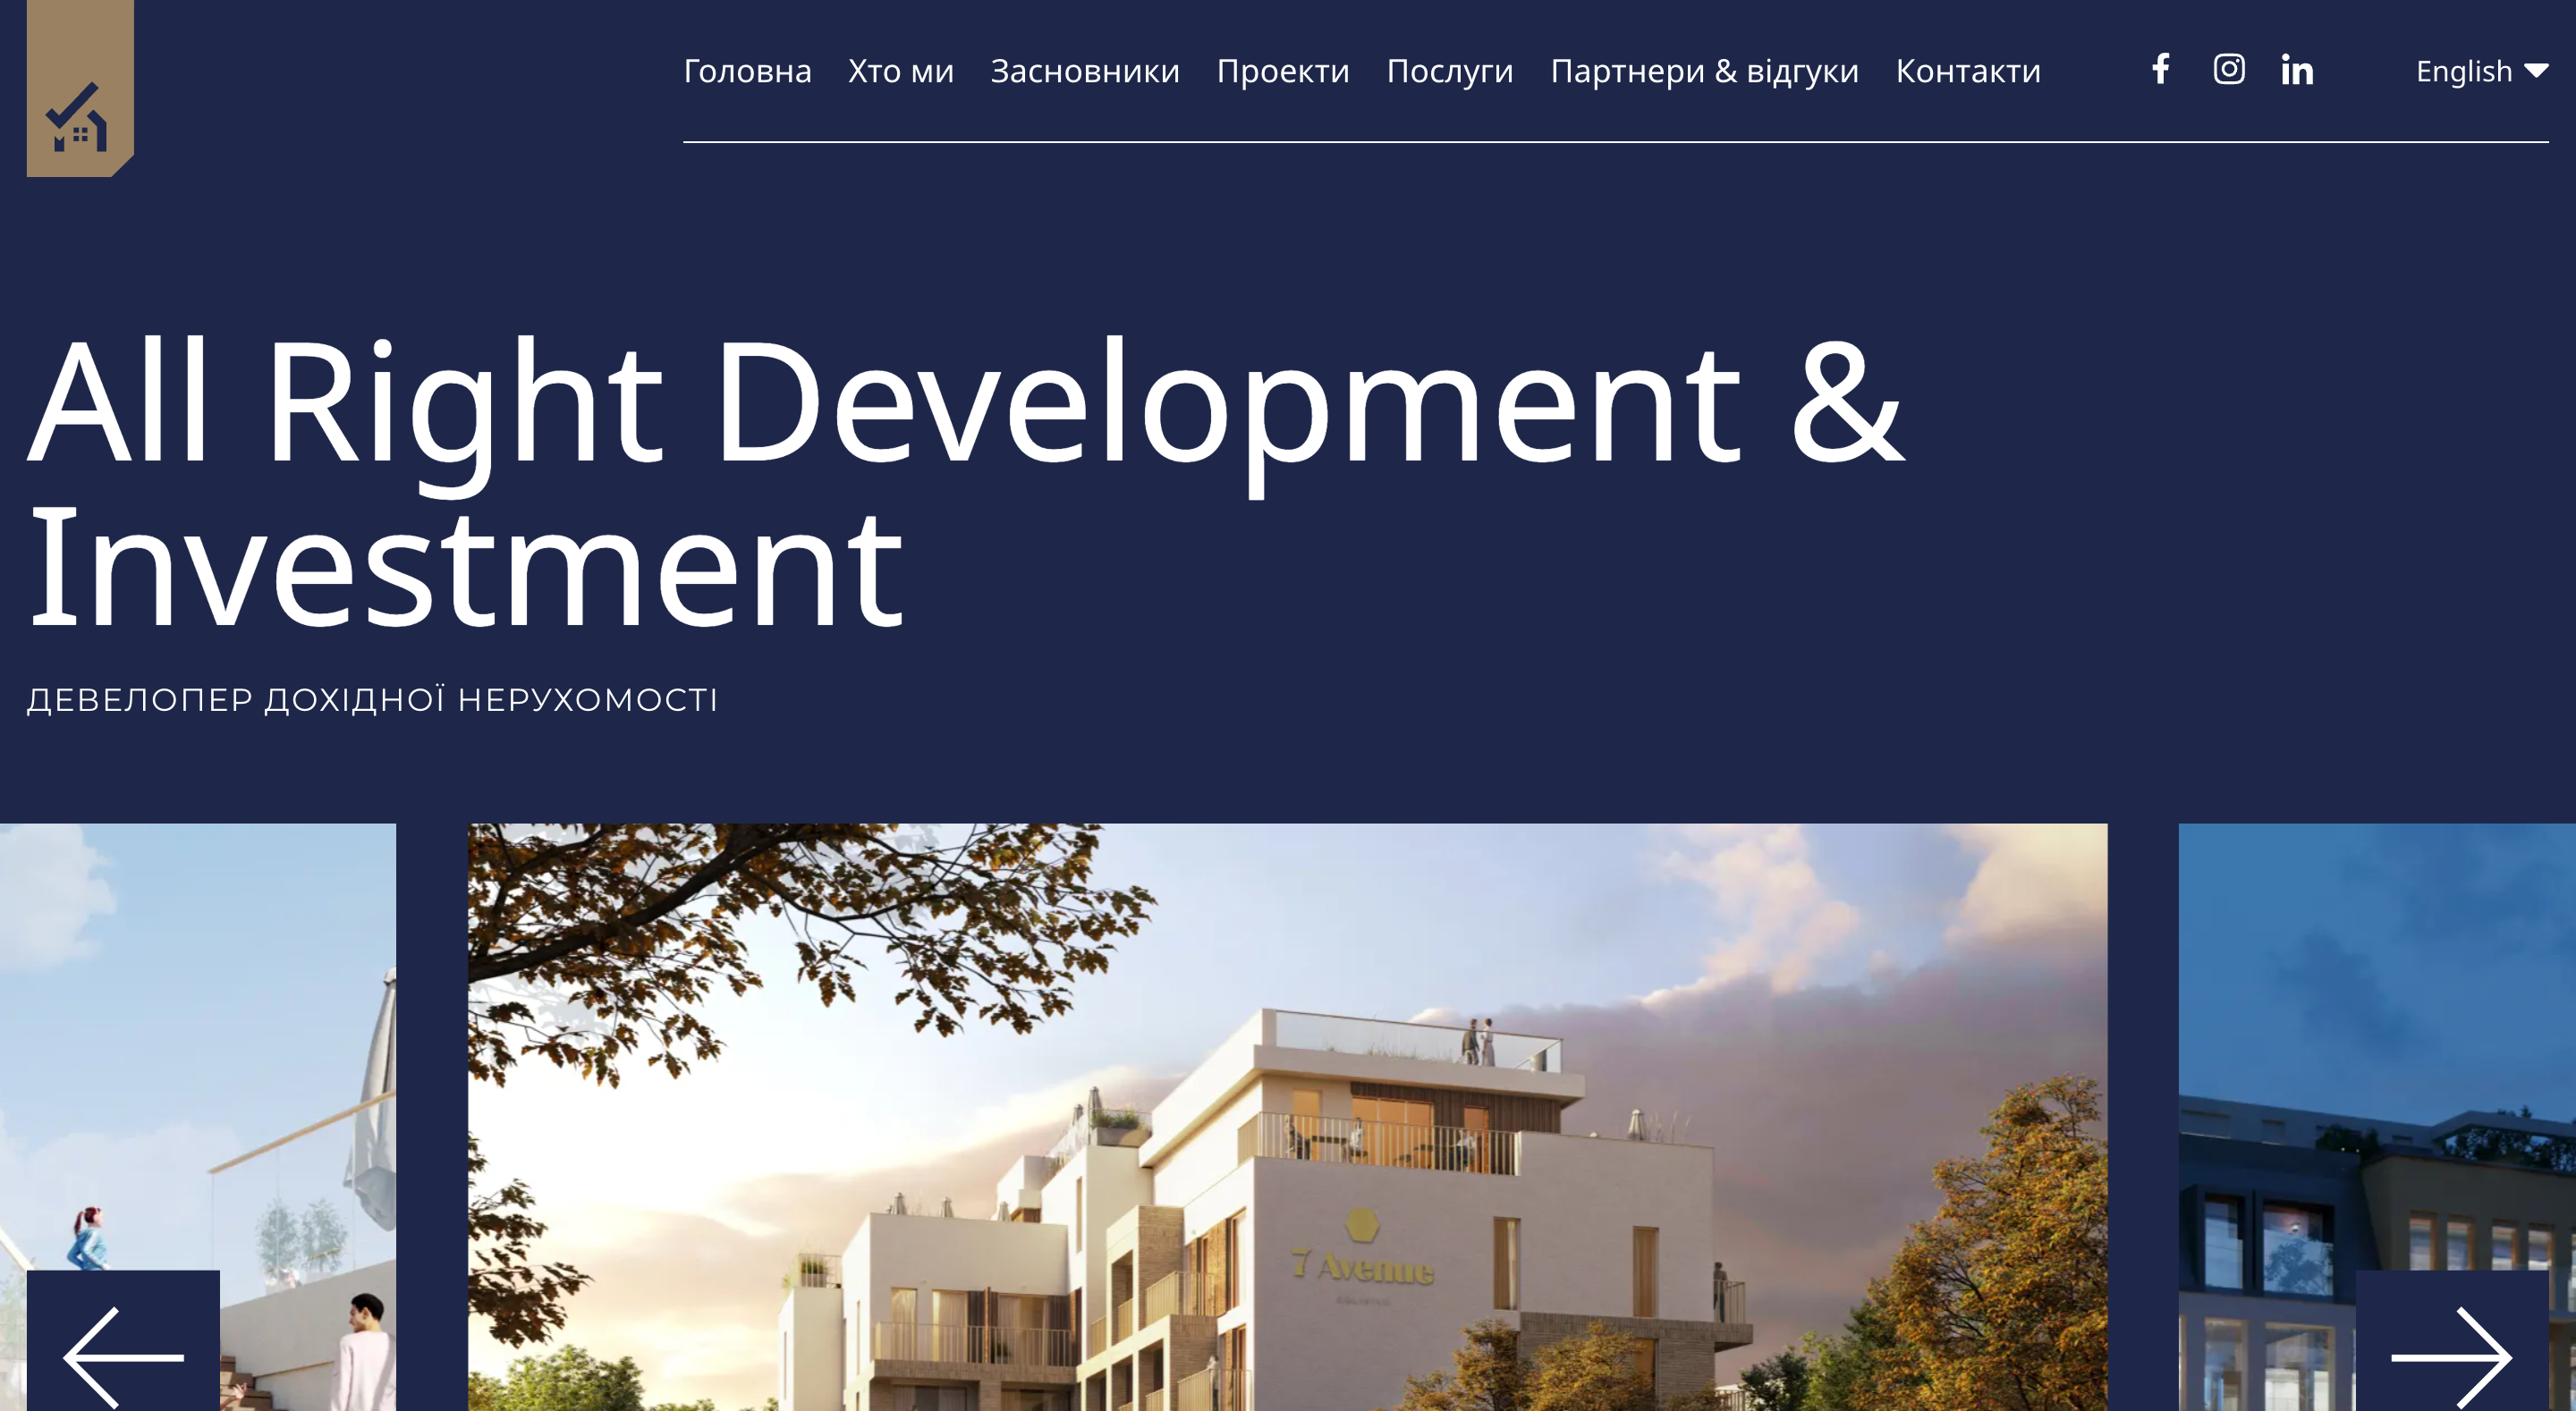 Головна Хто ми Засновники Проекти Послуги Партнери & відгуки Контакти English
All Right Development &
Investment
ДЕВЕЛОПЕР ДОХІДНОЇ НЕРУХОМОСТІ
7 Avenue